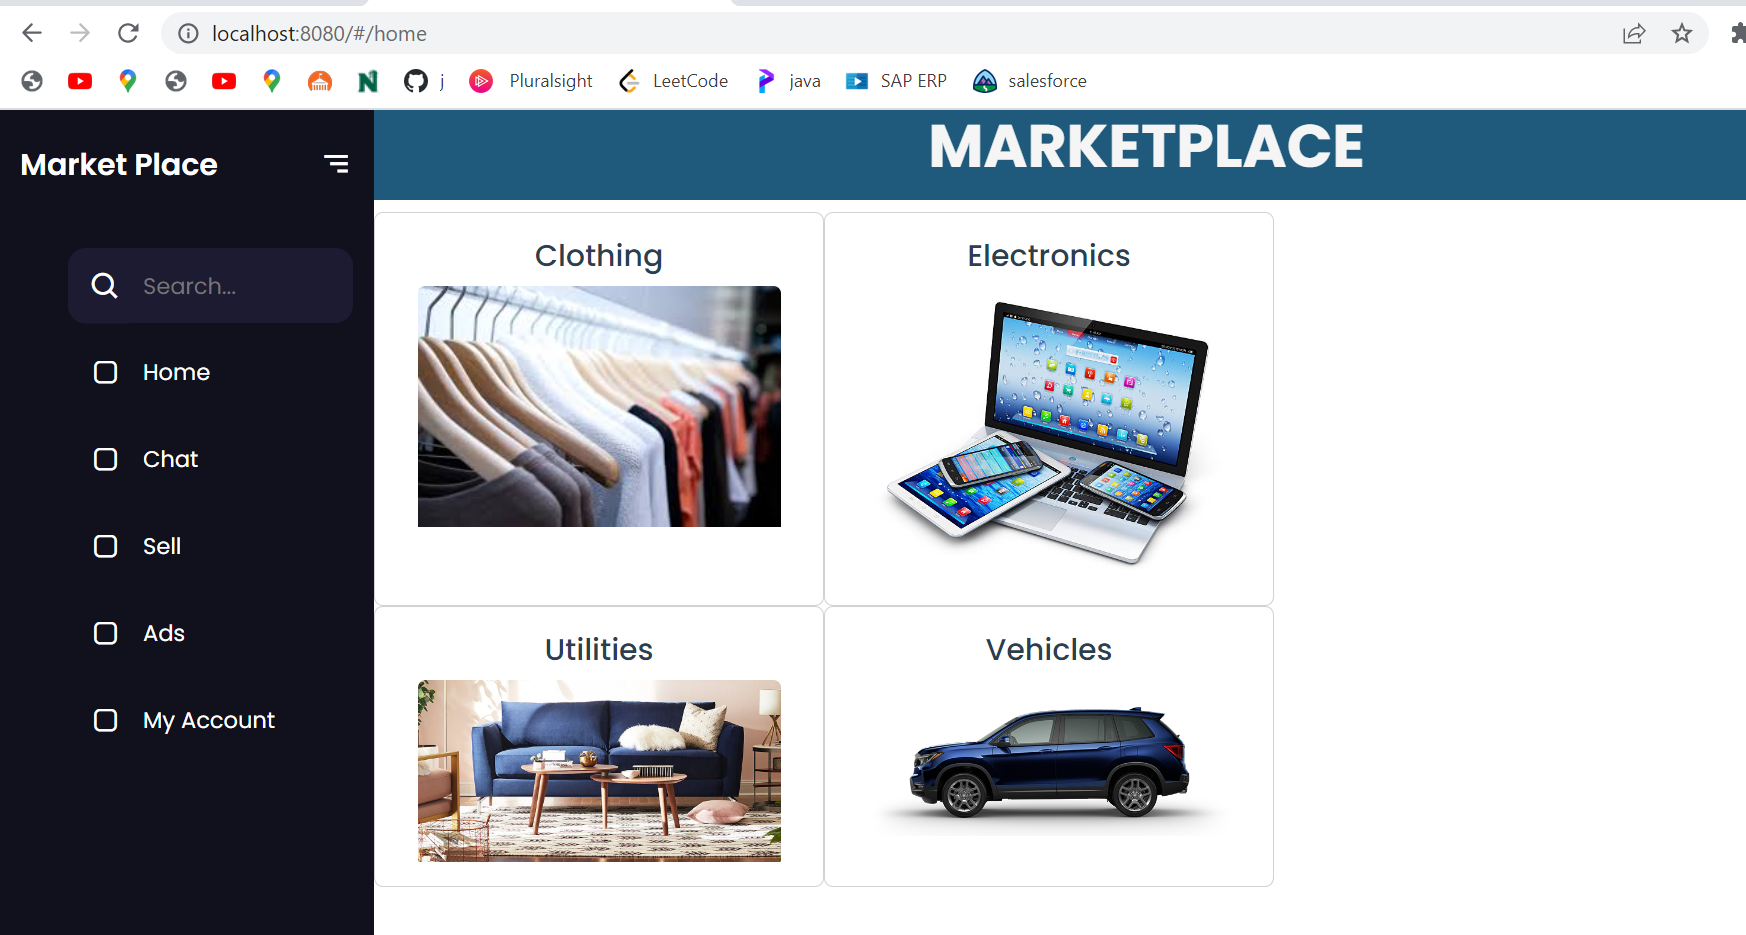 localhost:8080/#/home
j Pluralsight LeetCode java SAP ERP salesforce
Market Place
MARKETPLACE
Search...
Home
Chat
Sell
Ads
My Account
Clothing
Electronics
Utilities
Vehicles